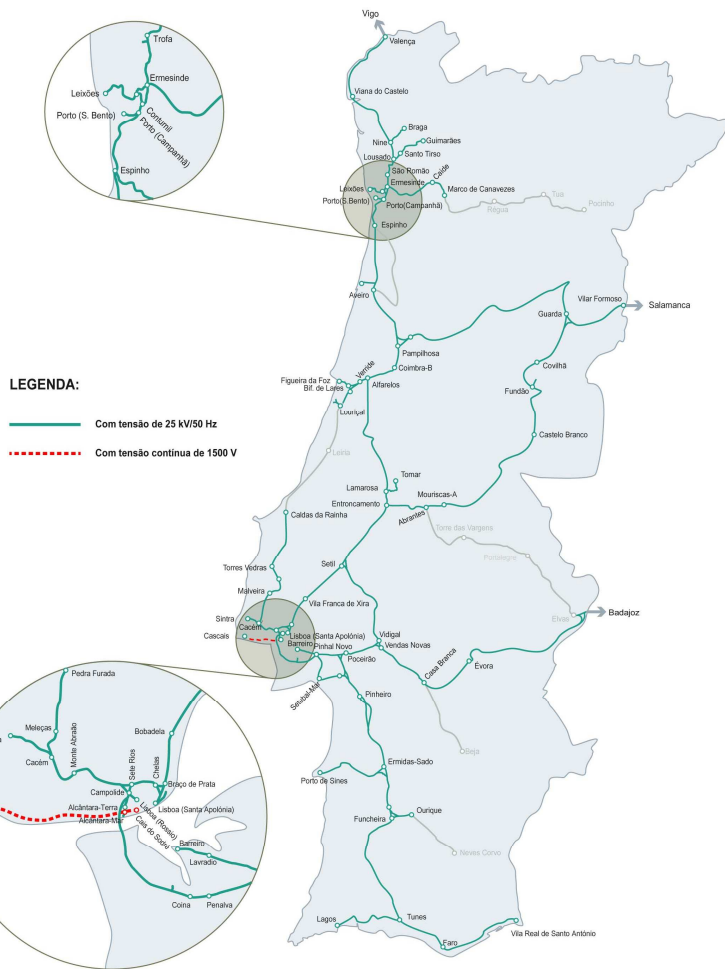 Vigo
Valença
Viana do Castelo
Braga
Nine
Guimarães
Lousado
Santo Tirso
São Romão
Ermesinde
Caíde
Leixões
Marco de Canavezes
Porto(S.Bento)
Porto(Campanhã)
Régua
Tua
Pocinho
Espinho
Trofa
Ermesinde
Leixões
Contumil
Porto (S. Bento)
Porto (Campanhã)
Espinho
Aveiro
Vilar Formoso
Salamanca
Guarda
Pampilhosa
Coimbra-B
Covilhã
Figueira da Foz
Verride
Bif. de Lares
Alfarelos
Fundão
Louriçal
LEGENDA:
Com tensão de 25 kV/50 Hz
Com tensão contínua de 1500 V
Castelo Branco
Leiria
Tomar
Lamarosa
Mouriscas-A
Entroncamento
Abrantes
Caldas da Rainha
Torre das Vargens
Portalegre
Setil
Torres Vedras
Malveira
Vila Franca de Xira
Badajoz
Elvas
Sintra
Cacém
Cascais
Lisboa (Santa Apolónia)
Barreiro
Pinhal Novo
Vidigal
Vendas Novas
Poceirão
Casa Branca
Évora
Pinheiro
Beja
Ermidas-Sado
Porto de Sines
Ourique
Funcheira
Neves Corvo
Lagos
Tunes
Faro
Vila Real de Santo António
Pedra Furada
Meleças
Monte Abraão
Bobadela
Cacém
Sete Rios
Chelas
Campolide
Braço de Prata
Alcântara-Terra
Lisboa (Rossio)
Lisboa (Santa Apolónia)
Alcântara-Mar
Cais do Sodré
Barreiro
Lavradio
Coina
Penalva